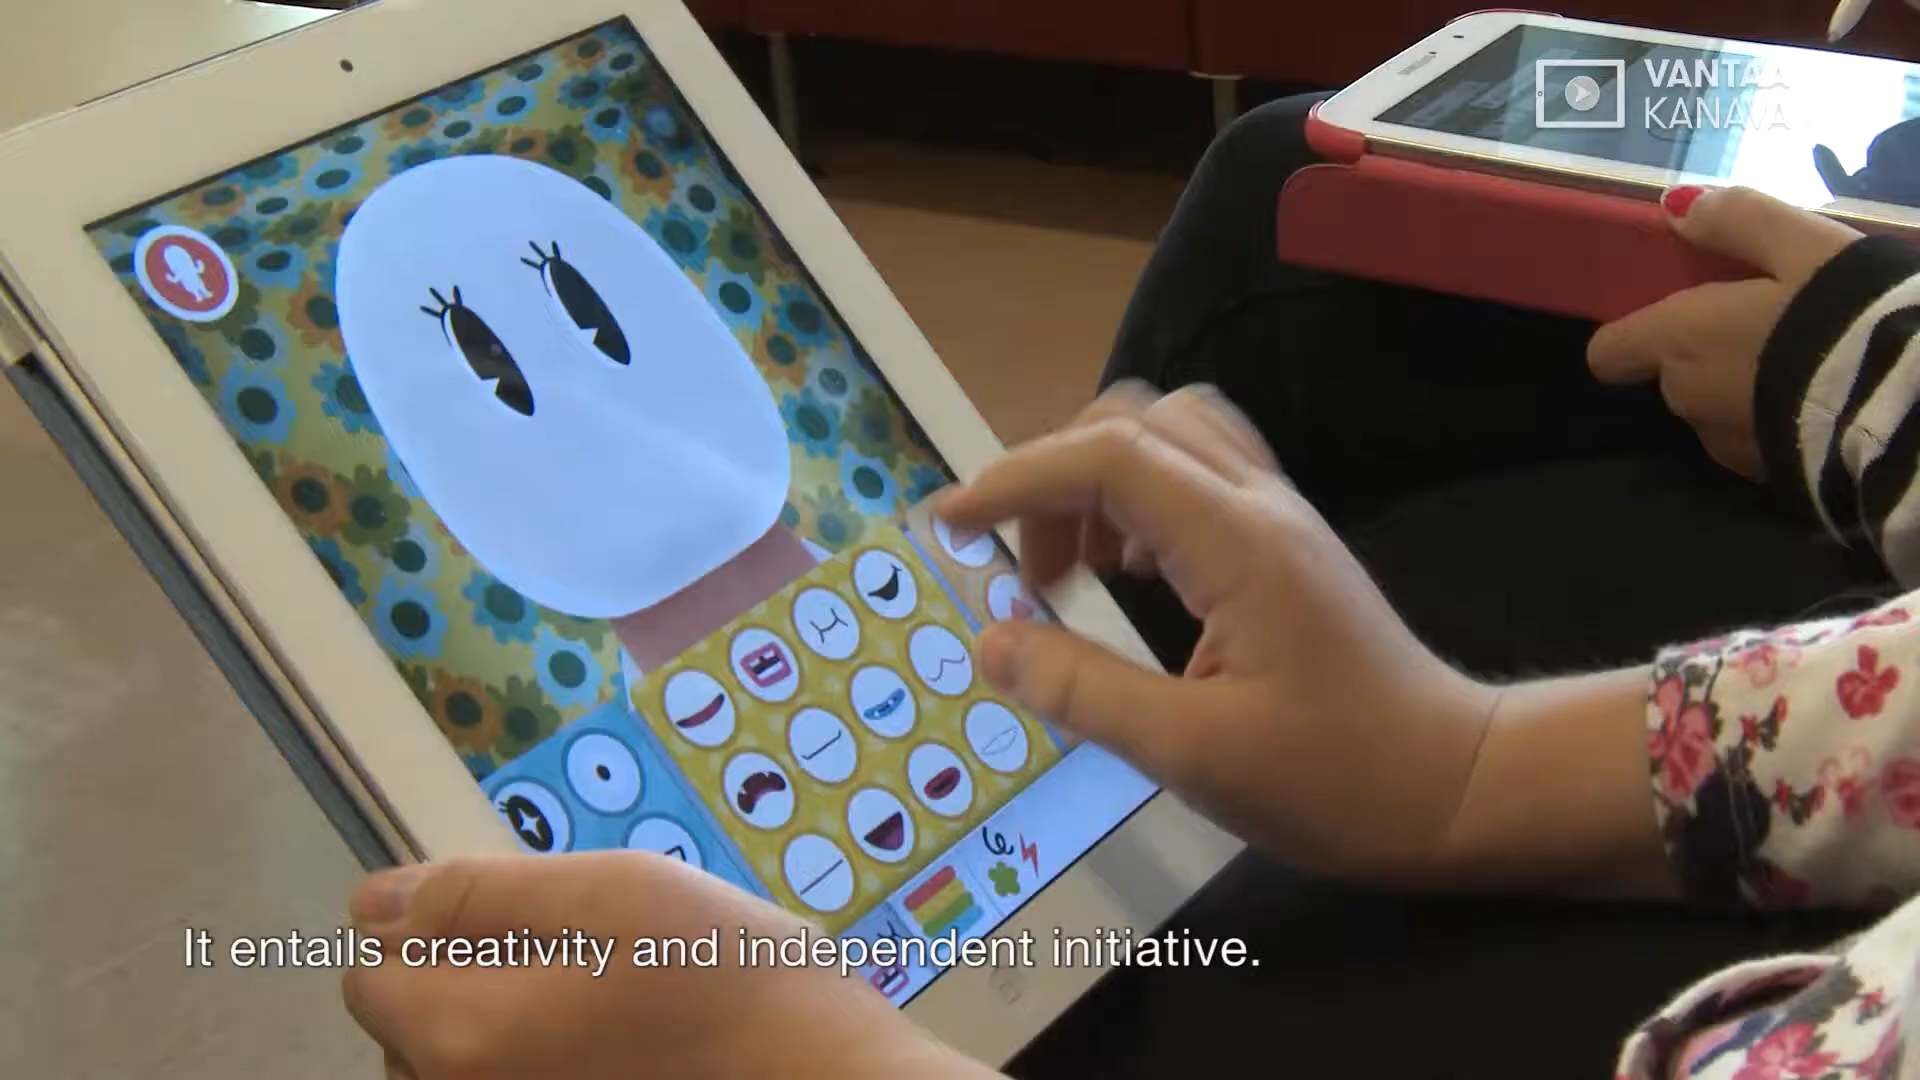 VANTAA
KANAVA
It entails creativity and independent initiative.